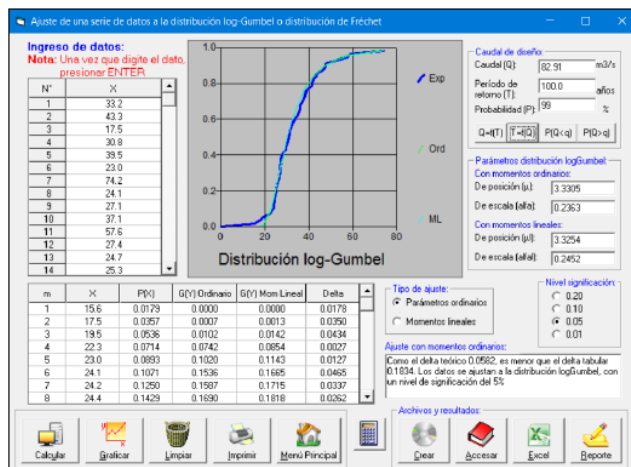 Ajuste de una serie de datos a la distribución log-Gumbel o distribución de Fréchet
Ingreso de datos:
Nota: Una vez que digite el dato,
presionar ENTER
N° X
1 33.2
2 43.3
3 17.5
4 30.8
5 39.5
6 23.0
7 74.2
8 24.1
9 27.1
10 37.1
11 57.6
12 27.4
13 24.7
14 25.3
1.0
0.8
0.6
0.4
0.2
0.0
0 20 40 60 80
Exp
Ord
ML
Distribución log-Gumbel
Caudal de diseño:
Caudal (Q): 82.91 m3/s
Período de
retorno (T): 100.0 años
Probabilidad (P): 99 %
Q=f(T) T=f(Q) P(Q<q) P(Q>q)
Parámetros distribución logGumbel:
Con momentos ordinarios:
De posición (μ): 3.3305
De escala (alfa): 0.2363
Con momentos lineales:
De posición (μl): 3.3254
De escala (alfal): 0.2452
m X P(X) G(Y) Ordinario G(Y) Mom Lineal Delta
1 15.6 0.0179 0.0000 0.0000 0.0178
2 17.5 0.0357 0.0007 0.0013 0.0350
3 19.5 0.0536 0.0102 0.0142 0.0434
4 22.3 0.0714 0.0742 0.0854 0.0027
5 23.0 0.0893 0.1020 0.1143 0.0127
6 24.1 0.1071 0.1536 0.1665 0.0465
7 24.2 0.1250 0.1587 0.1715 0.0337
8 24.4 0.1429 0.1690 0.1818 0.0262
Tipo de ajuste:
Parámetros ordinarios
Momentos lineales
Nivel significación:
0.20
0.10
0.05
0.01
Ajuste con momentos ordinarios:
Como el delta teórico 0.0582, es menor que el delta tabular
0.1834. Los datos se ajustan a la distribución logGumbel, con
un nivel de significación del 5%
Calcular Graficar Limpiar Imprimir Menú Principal
Archivos y resultados:
Crear Accesar Excel Reporte